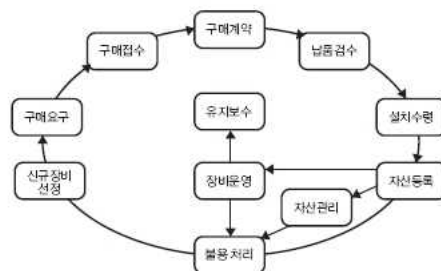 구매계약
구매접수
납품검수
구매요구
유지보수
설치수령
신규장비
선정
장비운영
자산등록
자산관리
불용 처리